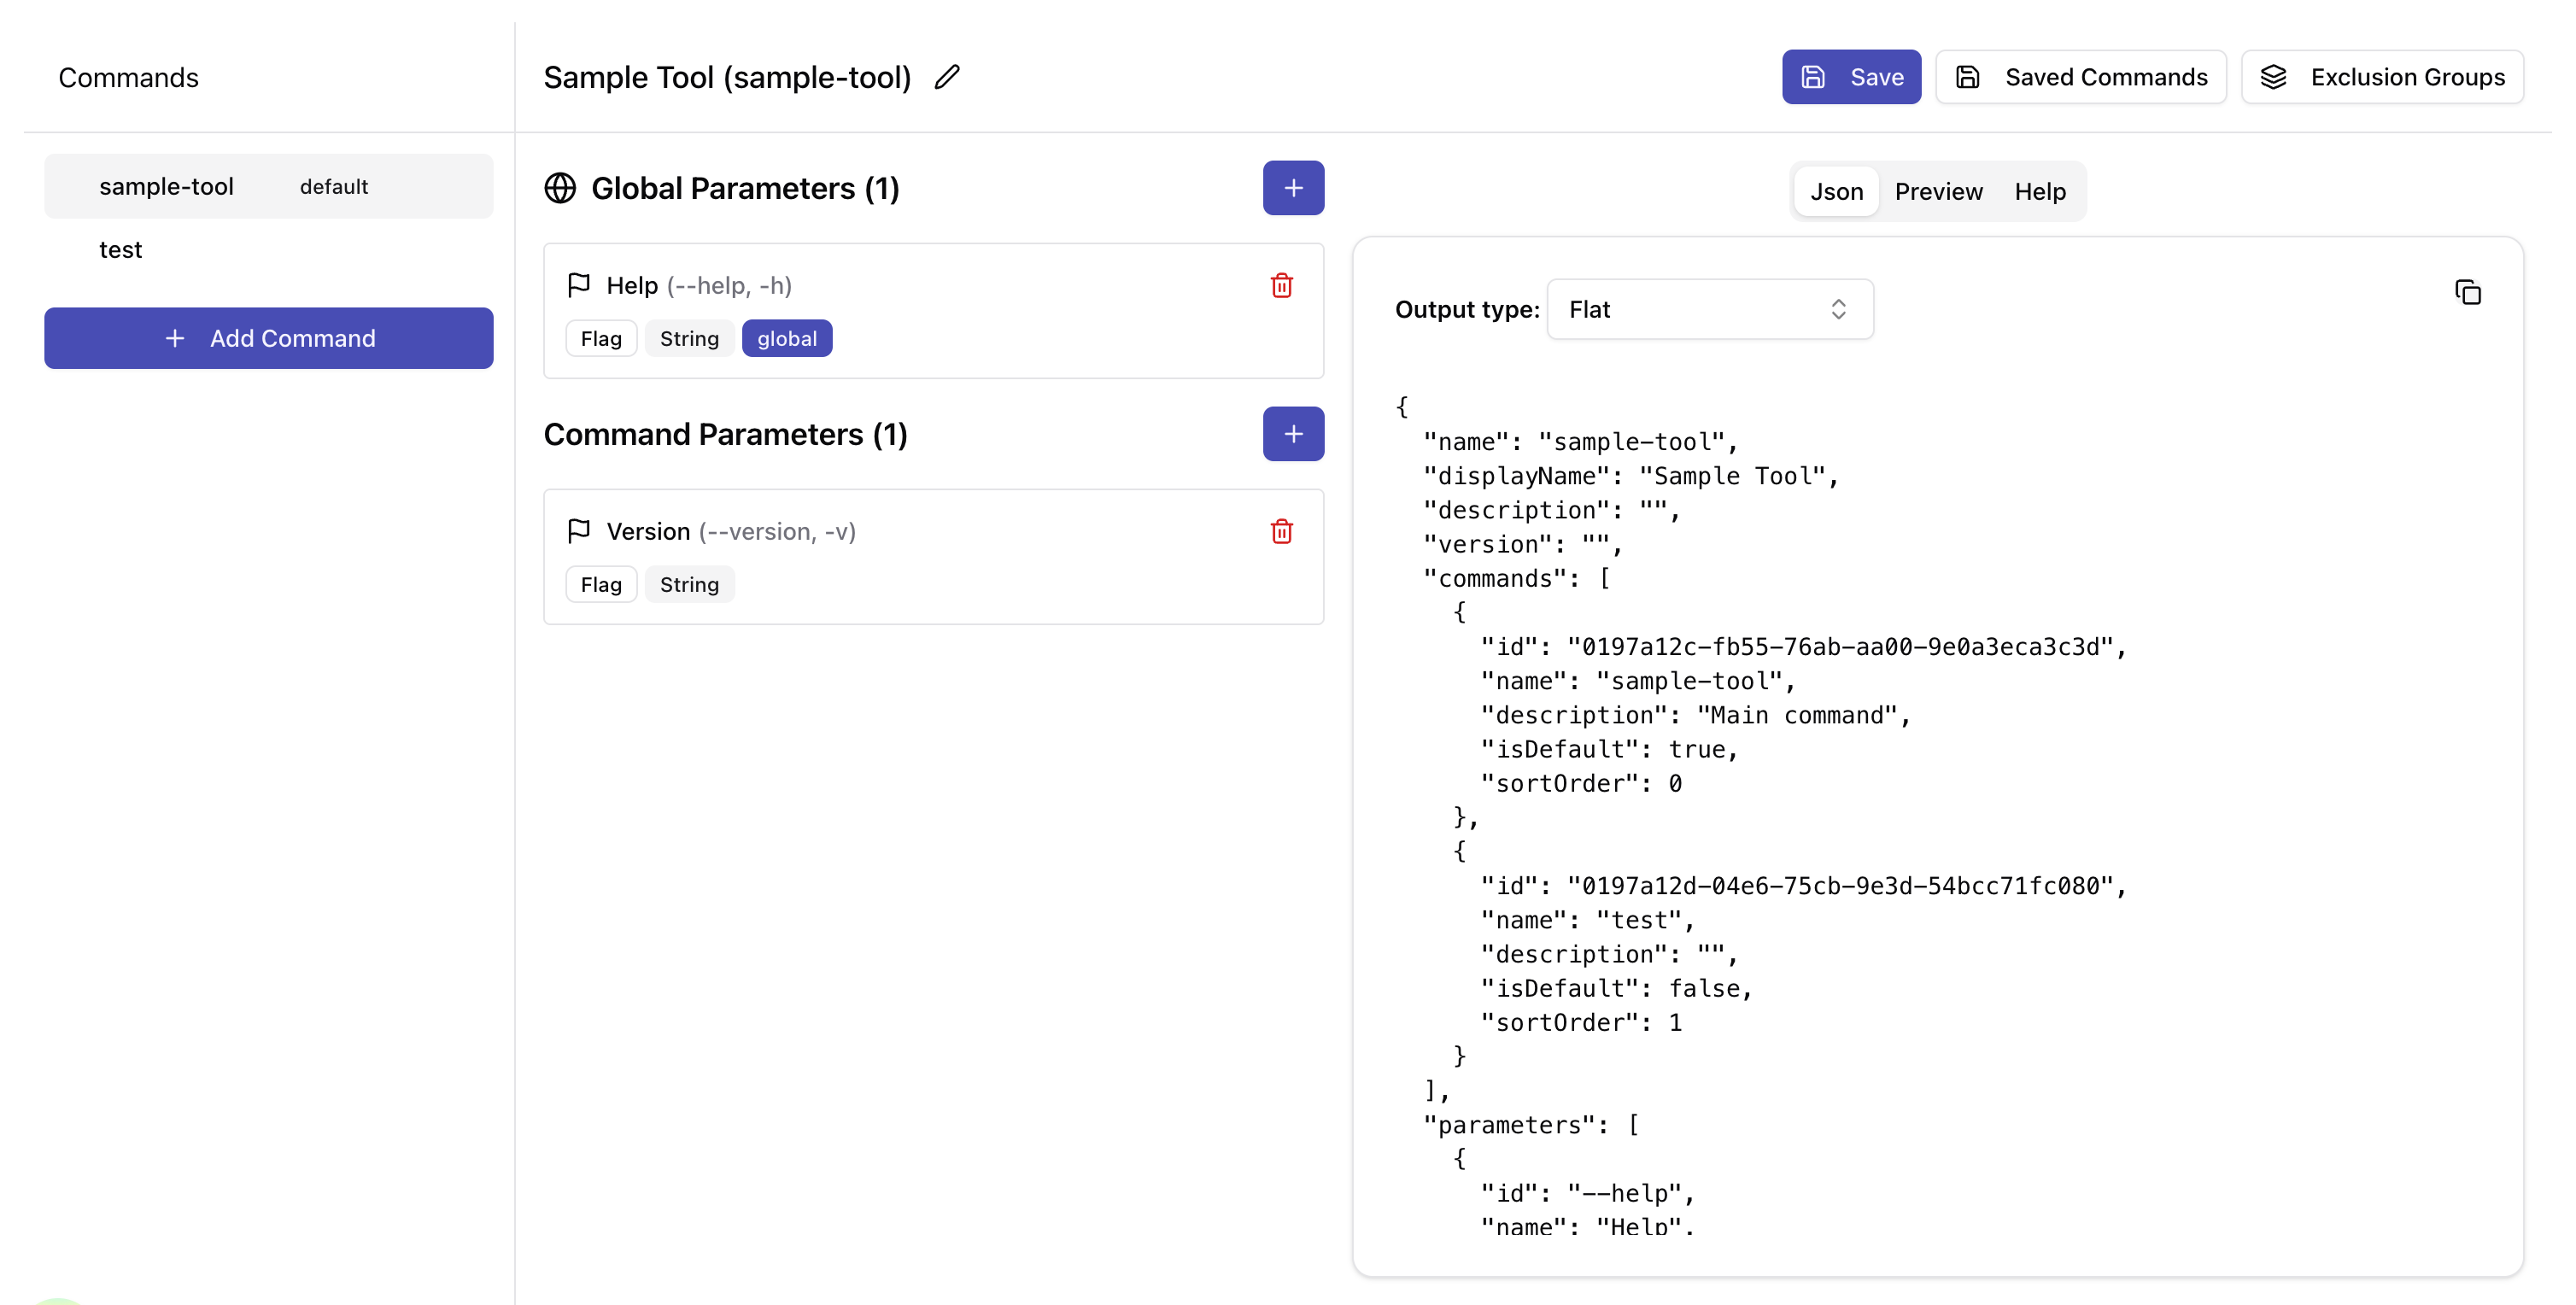 Commands
Sample Tool (sample-tool)
Save
Saved Commands
Exclusion Groups
sample-tool default
test
Add Command
Global Parameters (1)
Help (--help, -h)
Flag String global
Command Parameters (1)
Version (--version, -v)
Flag String
Json Preview Help
Output type: Flat
{
  "name": "sample-tool",
  "displayName": "Sample Tool",
  "description": "",
  "version": "",
  "commands": [
    {
      "id": "0197a12c-fb55-76ab-aa00-9e0a3eca3c3d",
      "name": "sample-tool",
      "description": "Main command",
      "isDefault": true,
      "sortOrder": 0
    },
    {
      "id": "0197a12d-04e6-75cb-9e3d-54bcc71fc080",
      "name": "test",
      "description": "",
      "isDefault": false,
      "sortOrder": 1
    }
  ],
  "parameters": [
    {
      "id": "--help",
      "name": "Help",